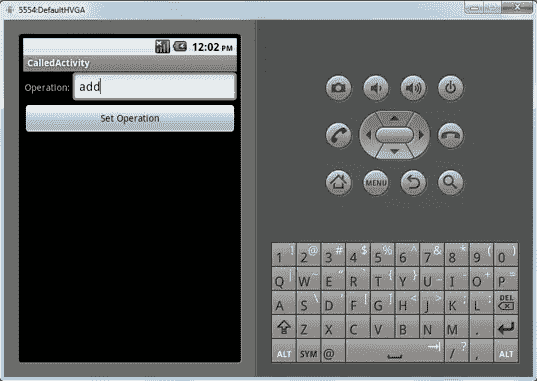 5554:DefaultHVGA
12:02 PM
CalledActivity
Operation: add
Set Operation
MENU
1 ! 2 @ 3 # 4 $ 5 % 6 ^ 7 & 8 * 9 ( 0 )
Q W E R T Y U I O P
A S D F G H J K L DEL
Z X C V B N M .
ALT SYM @ / ? , ALT